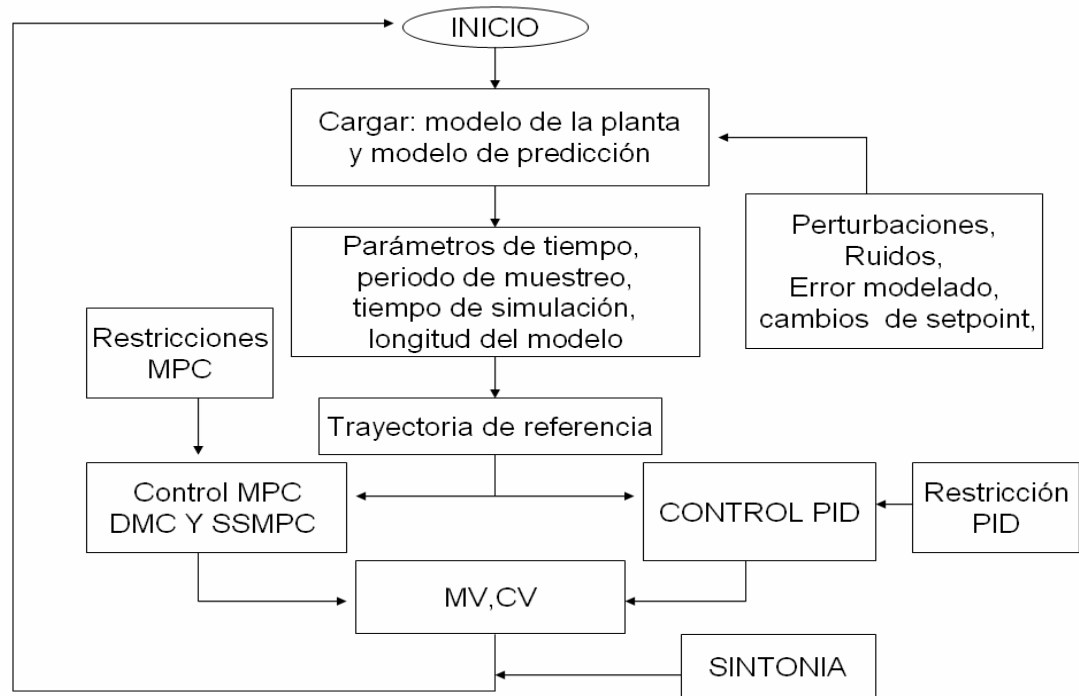 INICIO
Cargar: modelo de la planta
y modelo de predicción
Perturbaciones,
Ruidos,
Error modelado,
cambios de setpoint,
Parámetros de tiempo,
periodo de muestreo,
tiempo de simulación,
longitud del modelo
Restricciones
MPC
Trayectoria de referencia
Control MPC
DMC Y SSMPC
CONTROL PID
Restricción
PID
MV,CV
SINTONIA